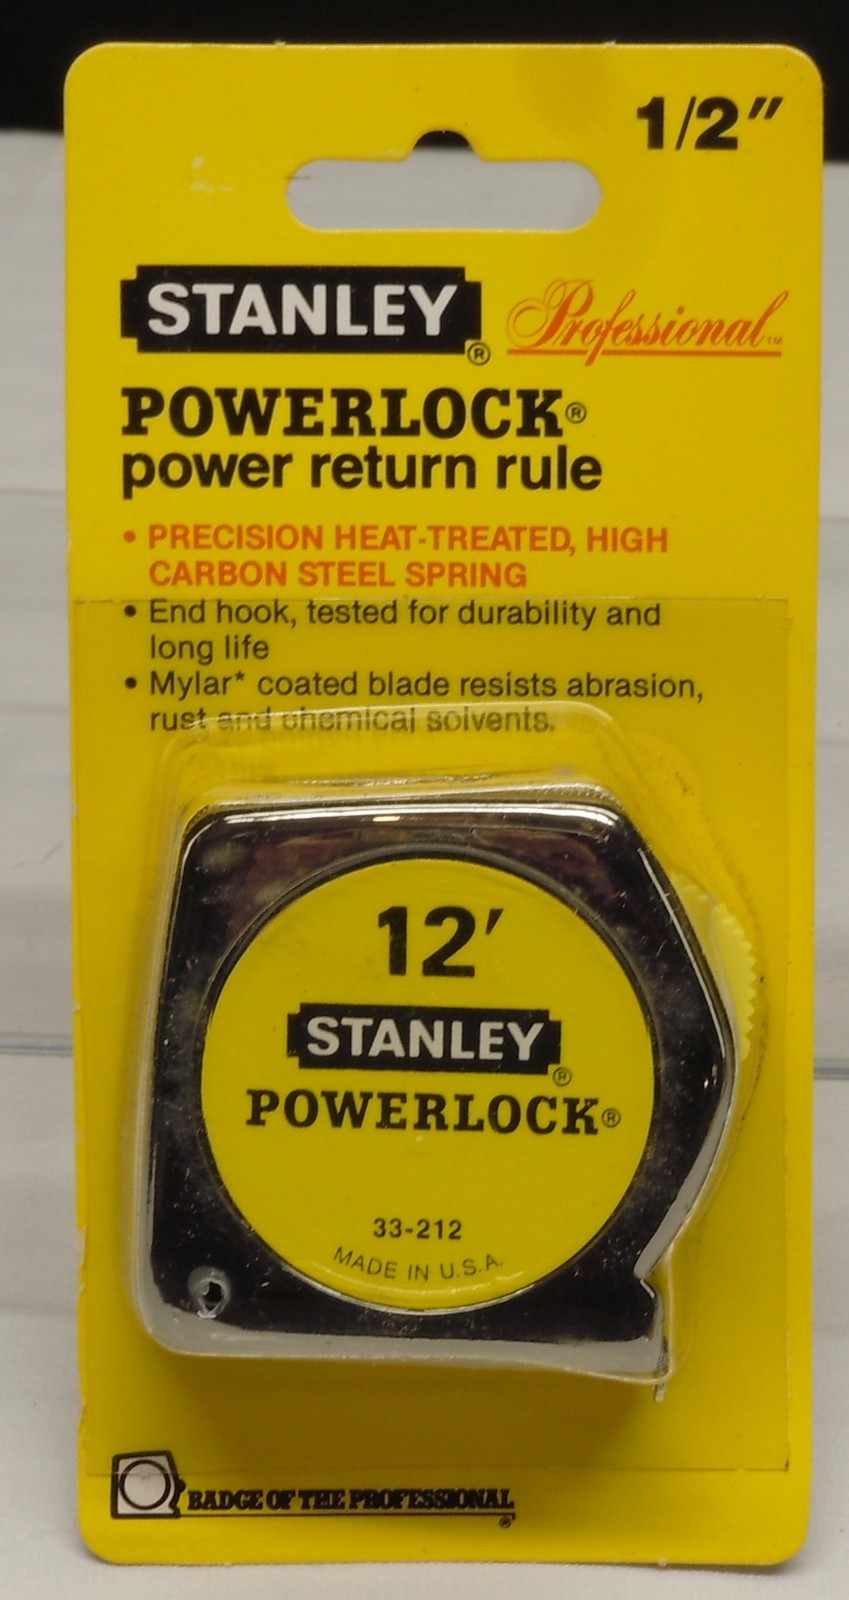 1/2"
STANLEY®
Professional™
POWERLOCK®
power return rule
• PRECISION HEAT-TREATED, HIGH
CARBON STEEL SPRING
• End hook, tested for durability and
long life
• Mylar* coated blade resists abrasion,
rust and chemical solvents.
12'
STANLEY®
POWERLOCK®
33-212
MADE IN U.S.A.
BADGE OF THE PROFESSIONAL®